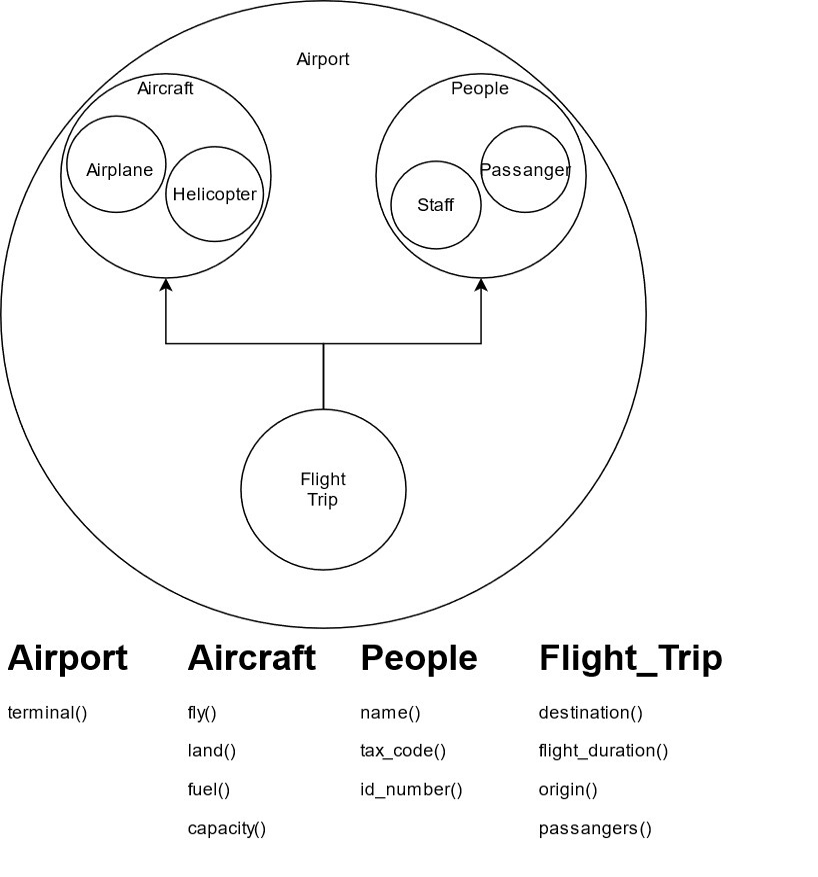 Airport
Aircraft
People
Airplane
Helicopter
Staff
Passanger
Flight
Trip
Airport
Aircraft
People
Flight_Trip
terminal()
fly()
name()
destination()
land()
tax_code()
flight_duration()
fuel()
id_number()
origin()
capacity()
passangers()